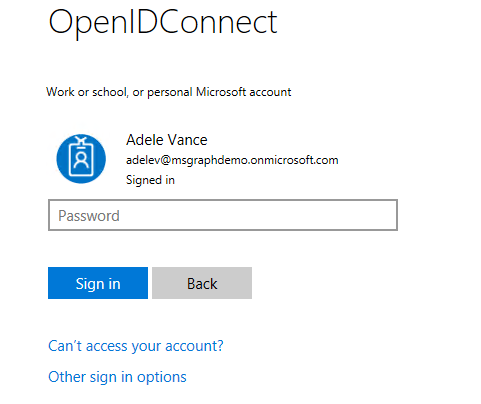 OpenIDConnect
Work or school, or personal Microsoft account
Adele Vance
adelev@msgraphdemo.onmicrosoft.com
Signed in
Password
Sign in Back
Can't access your account?
Other sign in options